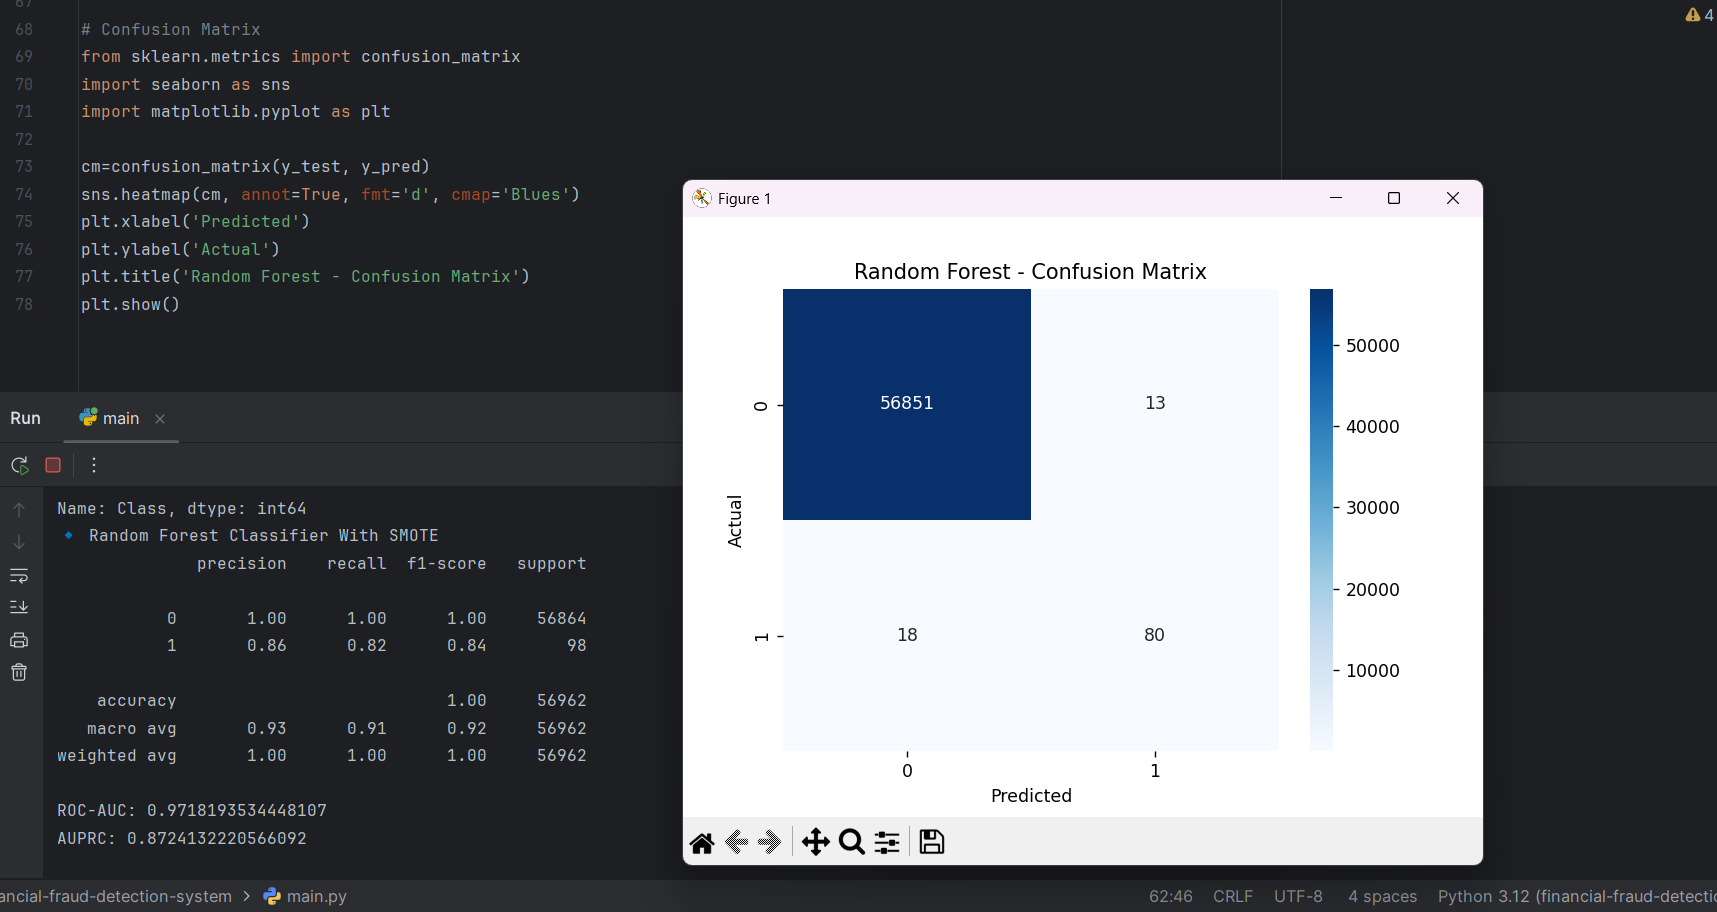 67
68 # Confusion Matrix
69 from sklearn.metrics import confusion_matrix
70 import seaborn as sns
71 import matplotlib.pyplot as plt
72
73 cm=confusion_matrix(y_test, y_pred)
74 sns.heatmap(cm, annot=True, fmt='d', cmap='Blues')
75 plt.xlabel('Predicted')
76 plt.ylabel('Actual')
77 plt.title('Random Forest - Confusion Matrix')
78 plt.show()
4
Run main
Name: Class, dtype: int64
Random Forest Classifier With SMOTE
precision recall f1-score support
0 1.00 1.00 1.00 56864
1 0.86 0.82 0.84 98
accuracy 1.00 56962
macro avg 0.93 0.91 0.92 56962
weighted avg 1.00 1.00 1.00 56962
ROC-AUC: 0.9718193534448107
AUPRC: 0.8724132220566092
Figure 1
Random Forest - Confusion Matrix
56851 13
18 80
0
1
Actual
0 1
Predicted
50000
40000
30000
20000
10000
ancial-fraud-detection-system > main.py
62:46 CRLF UTF-8 4 spaces Python 3.12 (financial-fraud-detectio